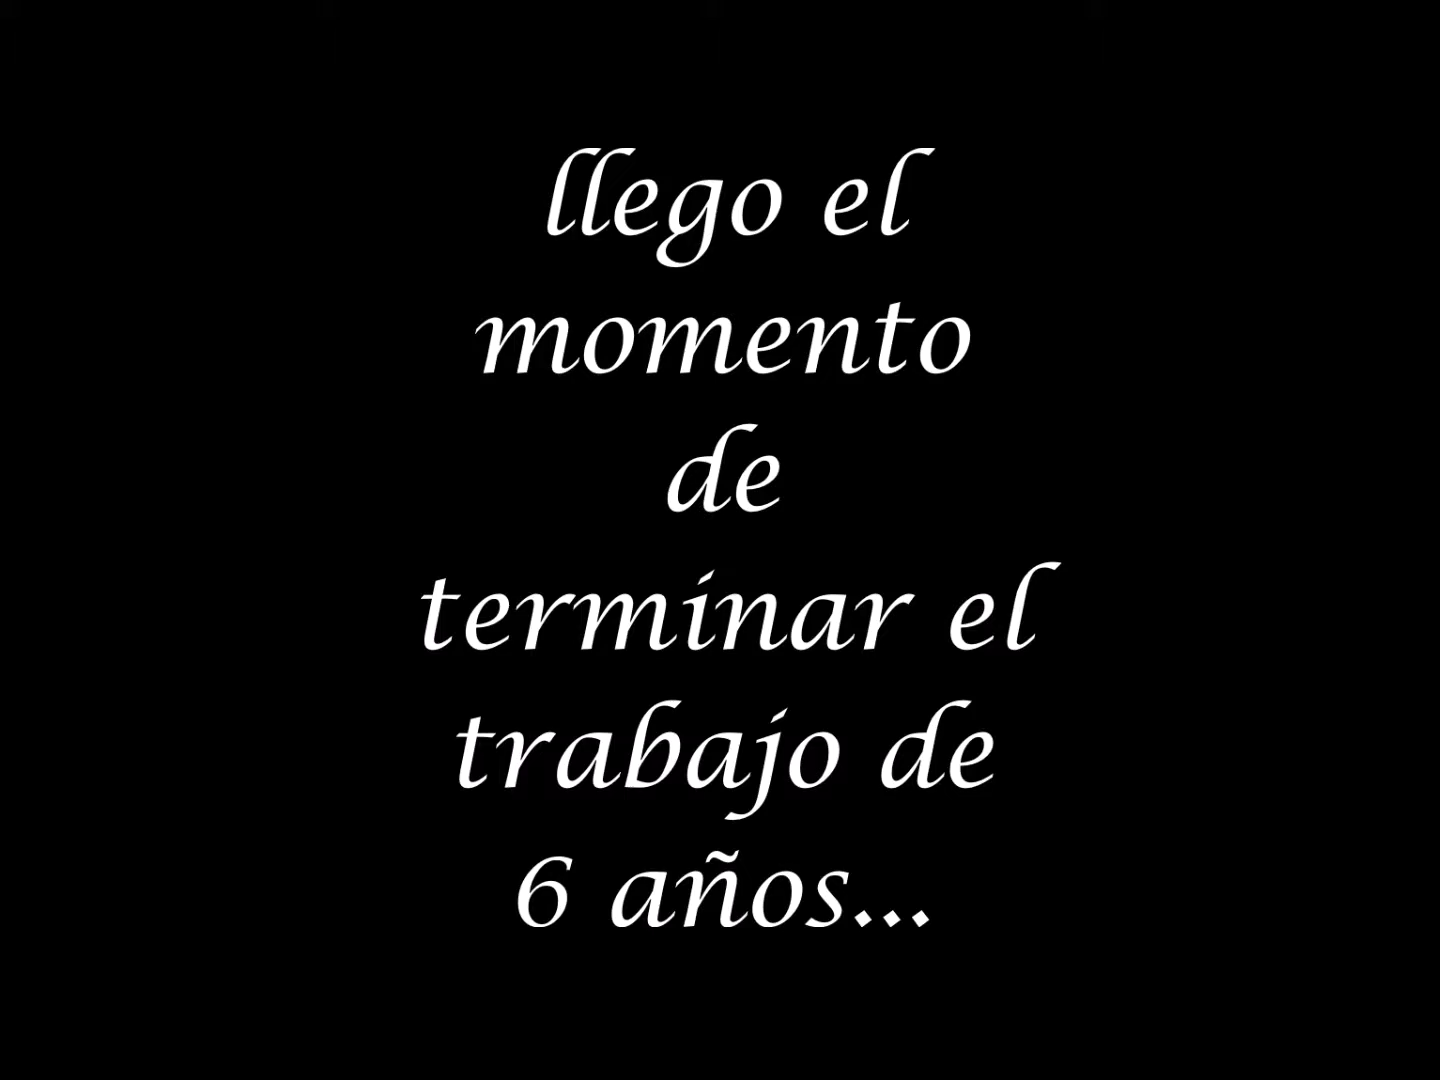 llego el
momento
de
terminar el
trabajo de
6 años...